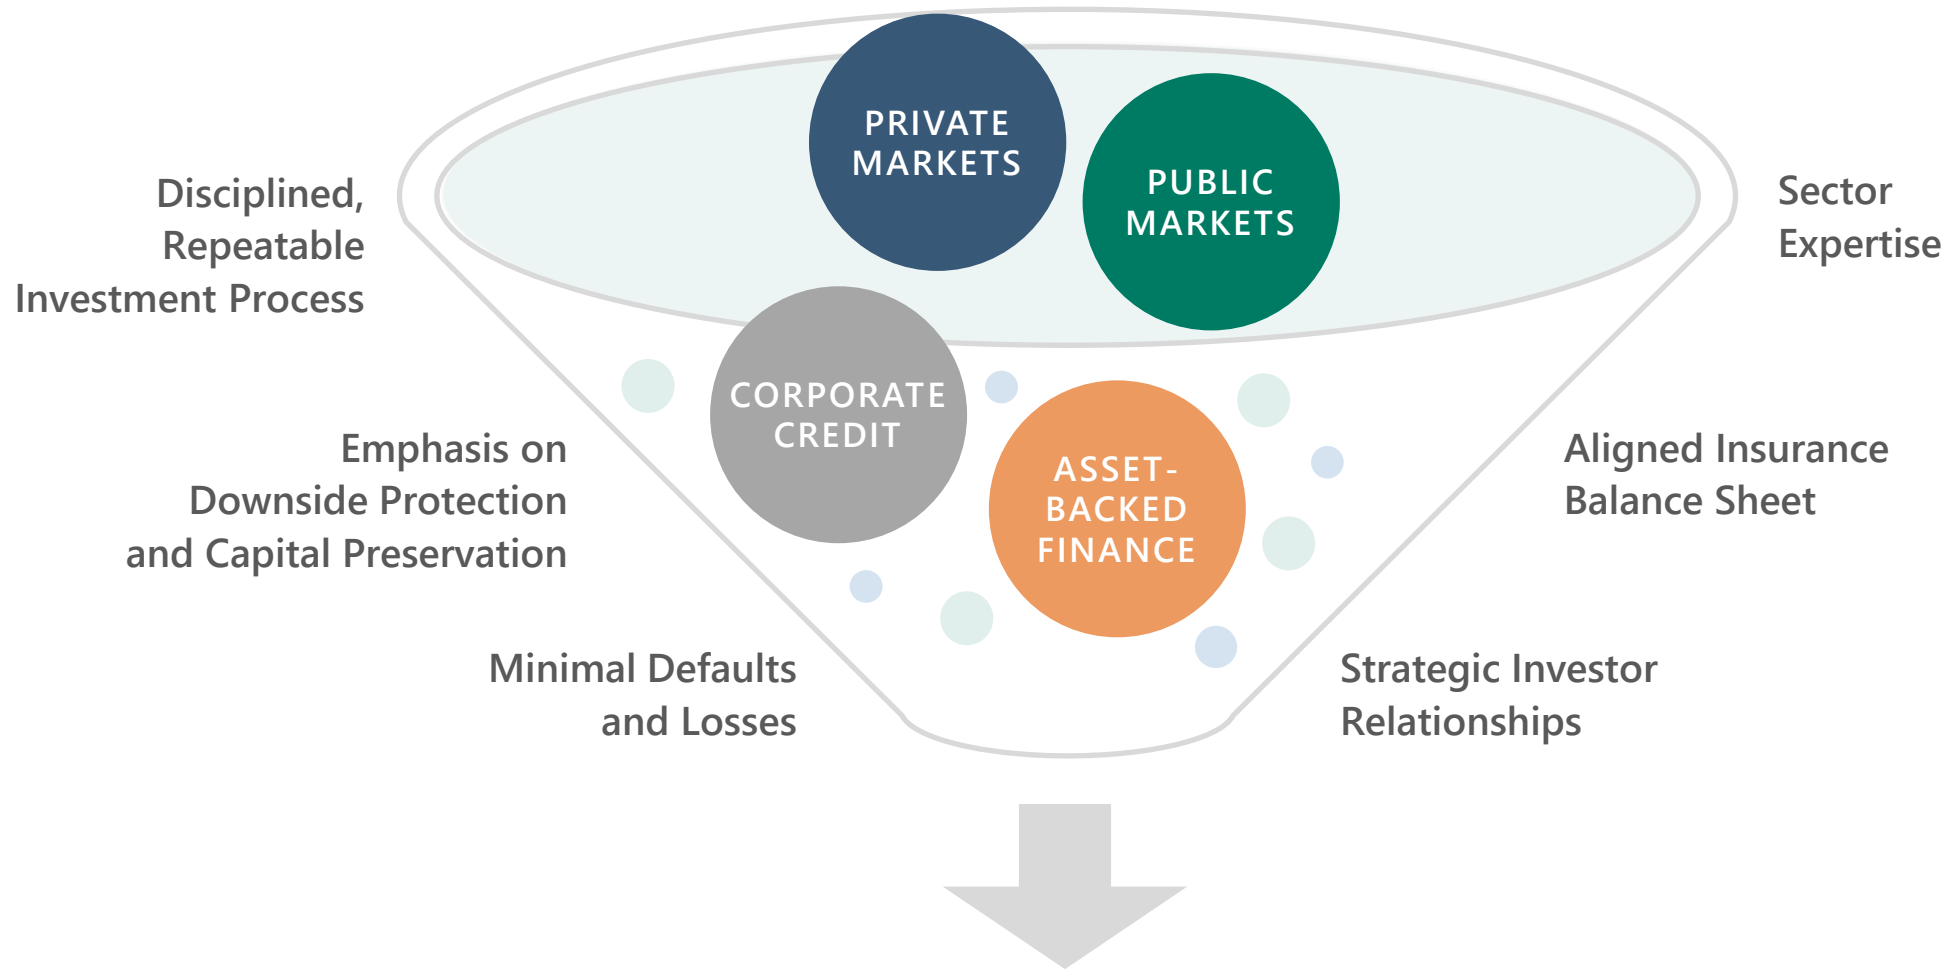 PRIVATE
MARKETS
PUBLIC
MARKETS
Disciplined,
Repeatable
Investment Process
Sector
Expertise
CORPORATE
CREDIT
ASSET-
BACKED
FINANCE
Emphasis on
Downside Protection
and Capital Preservation
Aligned Insurance
Balance Sheet
Minimal Defaults
and Losses
Strategic Investor
Relationships